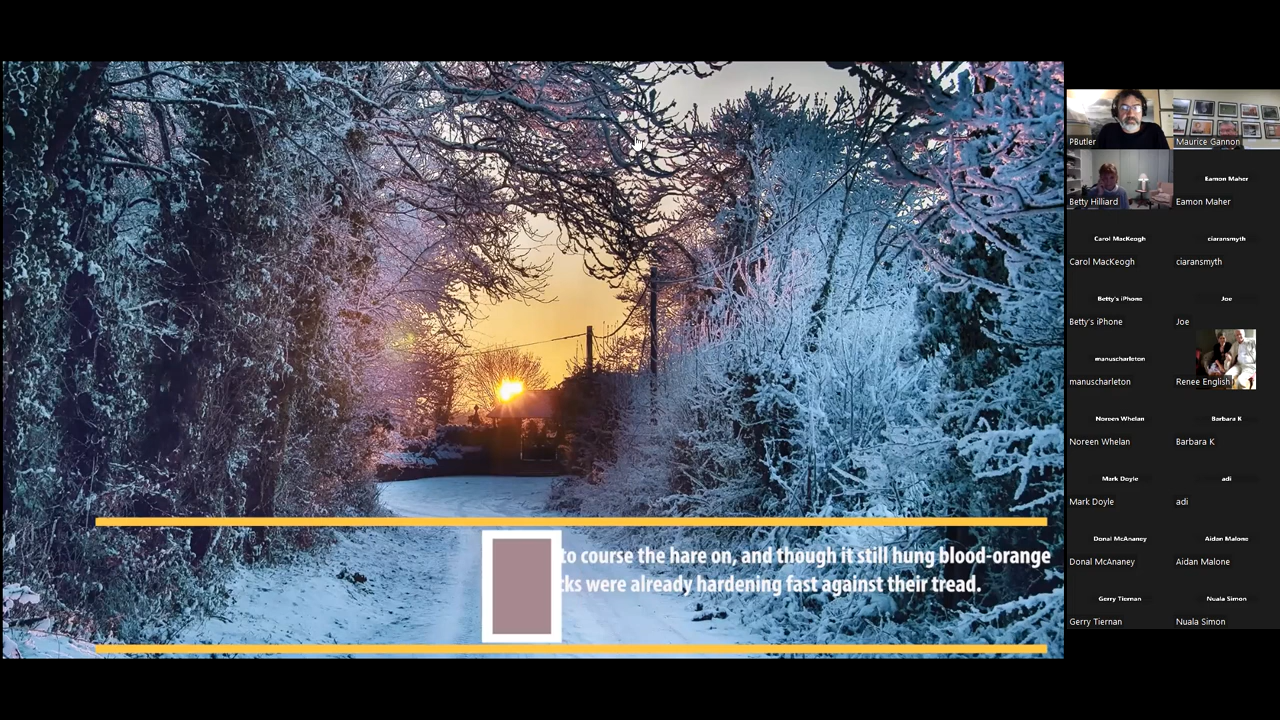 to course the hare on, and though it still hung blood-orange
cks were already hardening fast against their tread.
PButler
Maurice Gannon
Betty Hilliard
Eamon Maher
Eamon Maher
Carol MacKeogh
ciaransmyth
Carol MacKeogh
ciaransmyth
Betty's iPhone
Joe
Betty's iPhone
Joe
manuscharleton
manuscharleton
Renee English
Noreen Whelan
Barbara K
Noreen Whelan
Barbara K
Mark Doyle
adi
Mark Doyle
adi
Donal McAnaney
Aidan Malone
Donal McAnaney
Aidan Malone
Gerry Tiernan
Nuala Simon
Gerry Tiernan
Nuala Simon